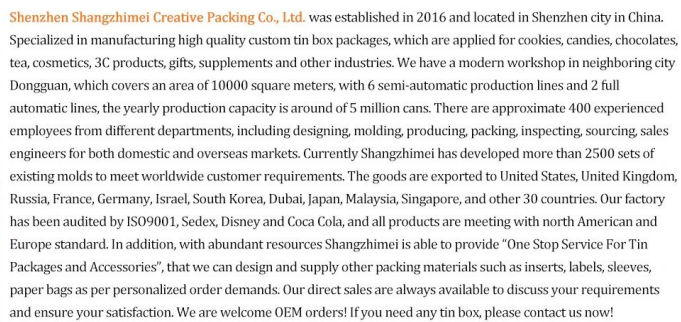 Shenzhen Shangzhimei Creative Packing Co., Ltd. was established in 2016 and located in Shenzhen city in China.
Specialized in manufacturing high quality custom tin box packages, which are applied for cookies, candies, chocolates,
tea, cosmetics, 3C products, gifts, supplements and other industries. We have a modern workshop in neighboring city
Dongguan, which covers an area of 10000 square meters, with 6 semi-automatic production lines and 2 full
automatic lines, the yearly production capacity is around of 5 million cans. There are approximate 400 experienced
employees from different departments, including designing, molding, producing, packing, inspecting, sourcing, sales
engineers for both domestic and overseas markets. Currently Shangzhimei has developed more than 2500 sets of
existing molds to meet worldwide customer requirements. The goods are exported to United States, United Kingdom,
Russia, France, Germany, Israel, South Korea, Dubai, Japan, Malaysia, Singapore, and other 30 countries. Our factory
has been audited by ISO9001, Sedex, Disney and Coca Cola, and all products are meeting with north American and
Europe standard. In addition, with abundant resources Shangzhimei is able to provide “One Stop Service For Tin
Packages and Accessories”, that we can design and supply other packing materials such as inserts, labels, sleeves,
paper bags as per personalized order demands. Our direct sales are always available to discuss your requirements
and ensure your satisfaction. We are welcome OEM orders! If you need any tin box, please contact us now!